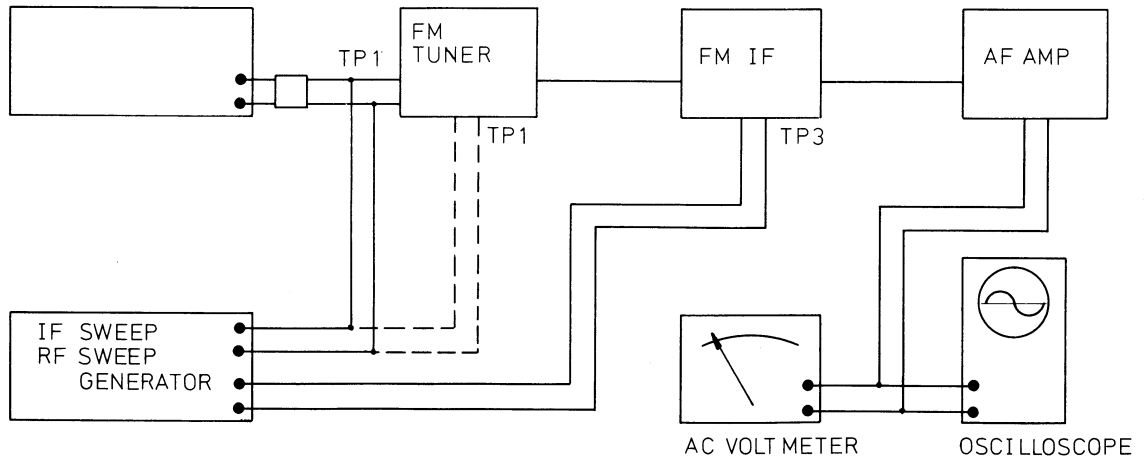 TP1
FM
TUNER
TP1
FM IF
TP3
AF AMP
IF SWEEP
RF SWEEP
GENERATOR
AC VOLTMETER
OSCILLOSCOPE